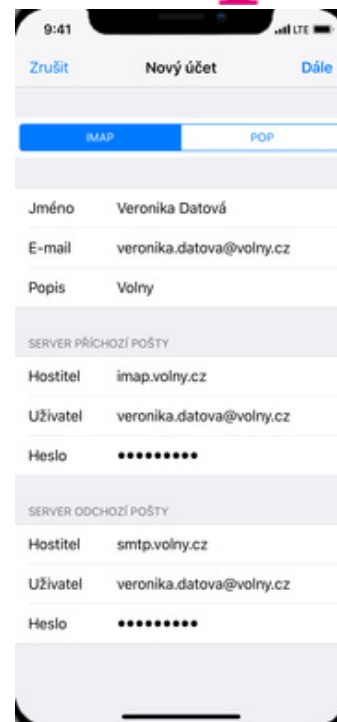 9:41 LTE
Zrušit Nový účet Dále
IMAP POP
Jméno Veronika Datová
E-mail veronika.datova@volny.cz
Popis Volny
SERVER PŘÍCHOZÍ POŠTY
Hostitel imap.volny.cz
Uživatel veronika.datova@volny.cz
Heslo •••••••••
SERVER ODCHOZÍ POŠTY
Hostitel smtp.volny.cz
Uživatel veronika.datova@volny.cz
Heslo •••••••••